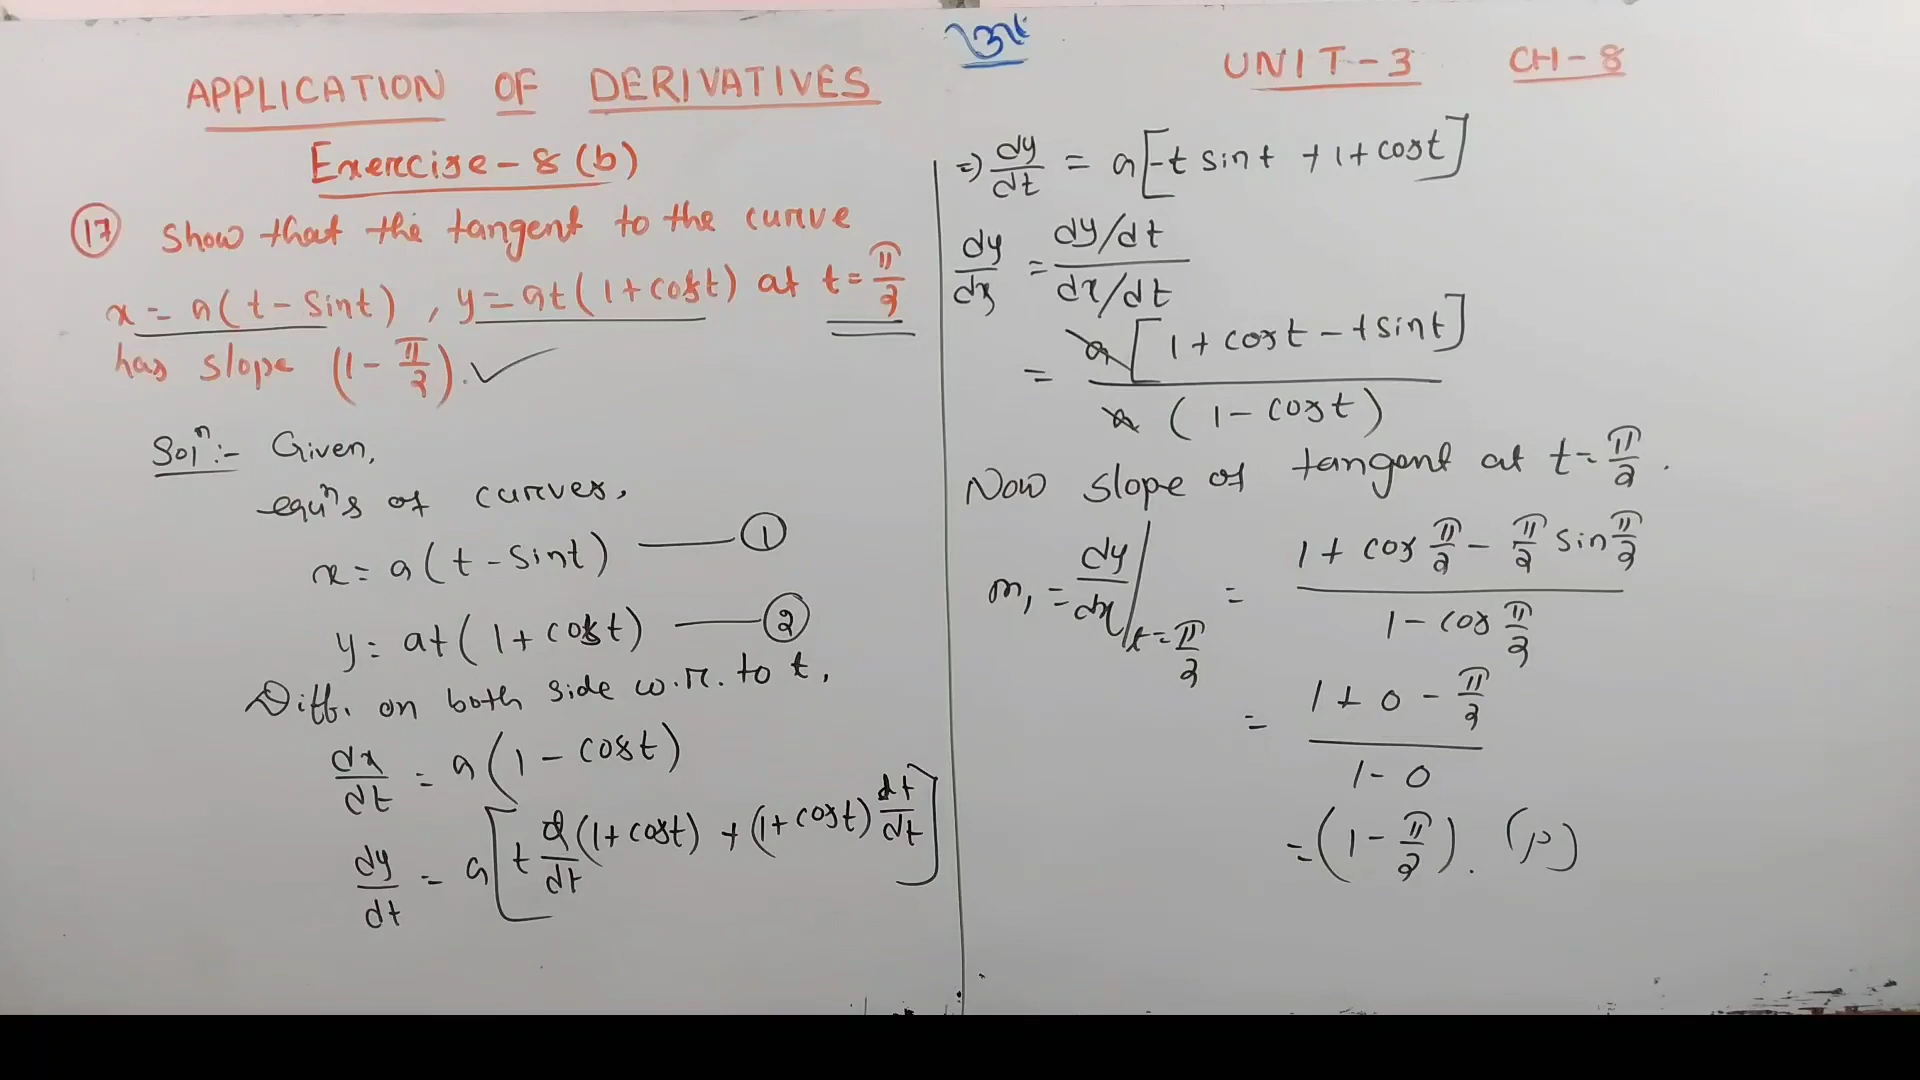 APPLICATION OF DERIVATIVES
UNIT-3 CH-8
Exercise-8(b)
(17) Show that the tangent to the curve
x = a(t - Sint), y = at(1 + cost) at t = π/2
has slope (1 - π/2). ✓
Solⁿ :- Given,
equⁿs of curves,
x = a(t - Sint) —— (1)
y = at(1 + cost) —— (2)
Diff. on both side w.r. to t,
dx/dt = a(1 - cost)
dy/dt = a[t d/dt(1 + cost) + (1 + cost) dt/dt]
=> dy/dt = a[-t sint + 1 + cost]
dy/dx = (dy/dt)/(dx/dt)
= a[1 + cost - tsint] / a(1 - cost)
Now slope of tangent at t = π/2.
m₁ = dy/dx|t=π/2 = (1 + cos π/2 - π/2 sin π/2) / (1 - cos π/2)
= (1 + 0 - π/2) / (1 - 0)
= (1 - π/2). (P)